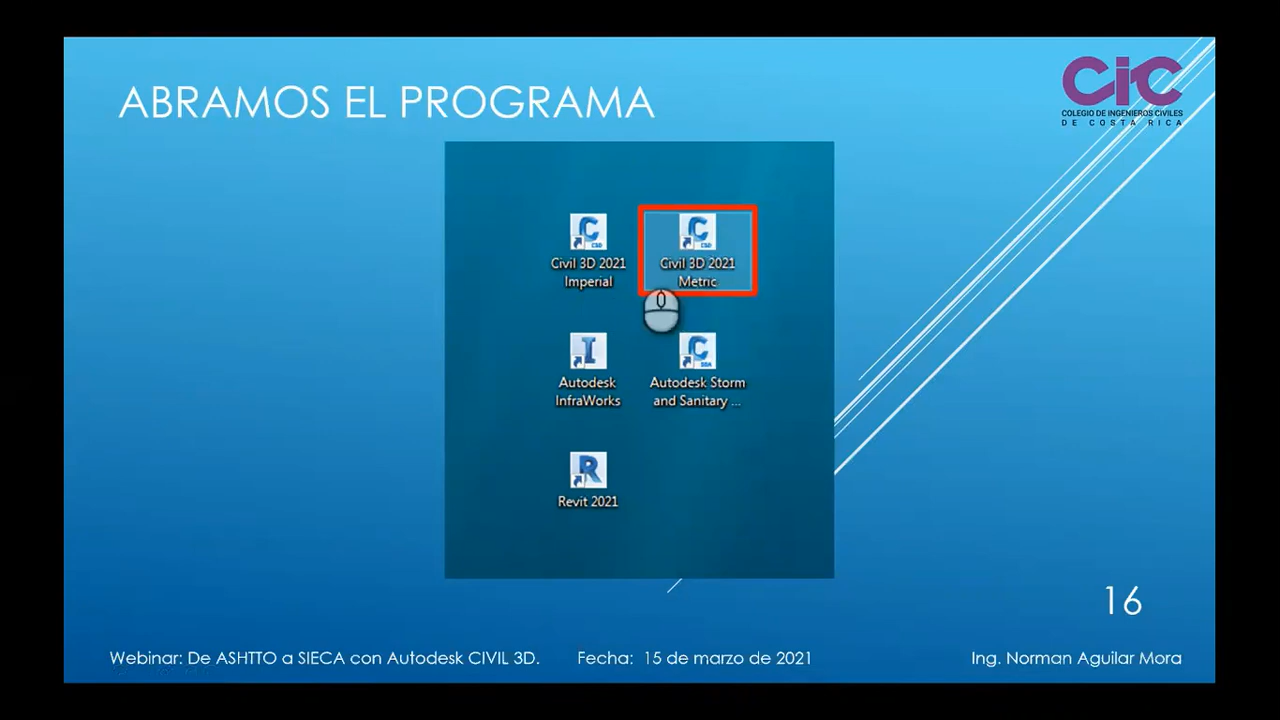 ABRAMOS EL PROGRAMA
CiC
COLEGIO DE INGENIEROS CIVILES
DE COSTA RICA
Civil 3D 2021
Imperial
Civil 3D 2021
Metric
Autodesk
InfraWorks
Autodesk Storm
and Sanitary ...
Revit 2021
16
Webinar: De ASHTTO a SIECA con Autodesk CIVIL 3D.
Fecha: 15 de marzo de 2021
Ing. Norman Aguilar Mora